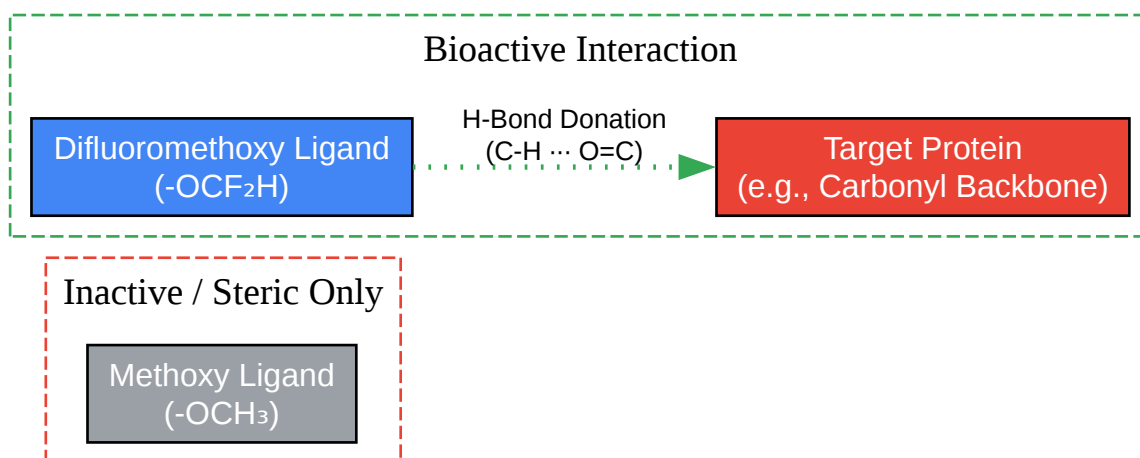 Bioactive Interaction
Difluoromethoxy Ligand
(-OCF₂H)
H-Bond Donation
(C-H ··· O=C)
Target Protein
(e.g., Carbonyl Backbone)
Inactive / Steric Only
Methoxy Ligand
(-OCH₃)